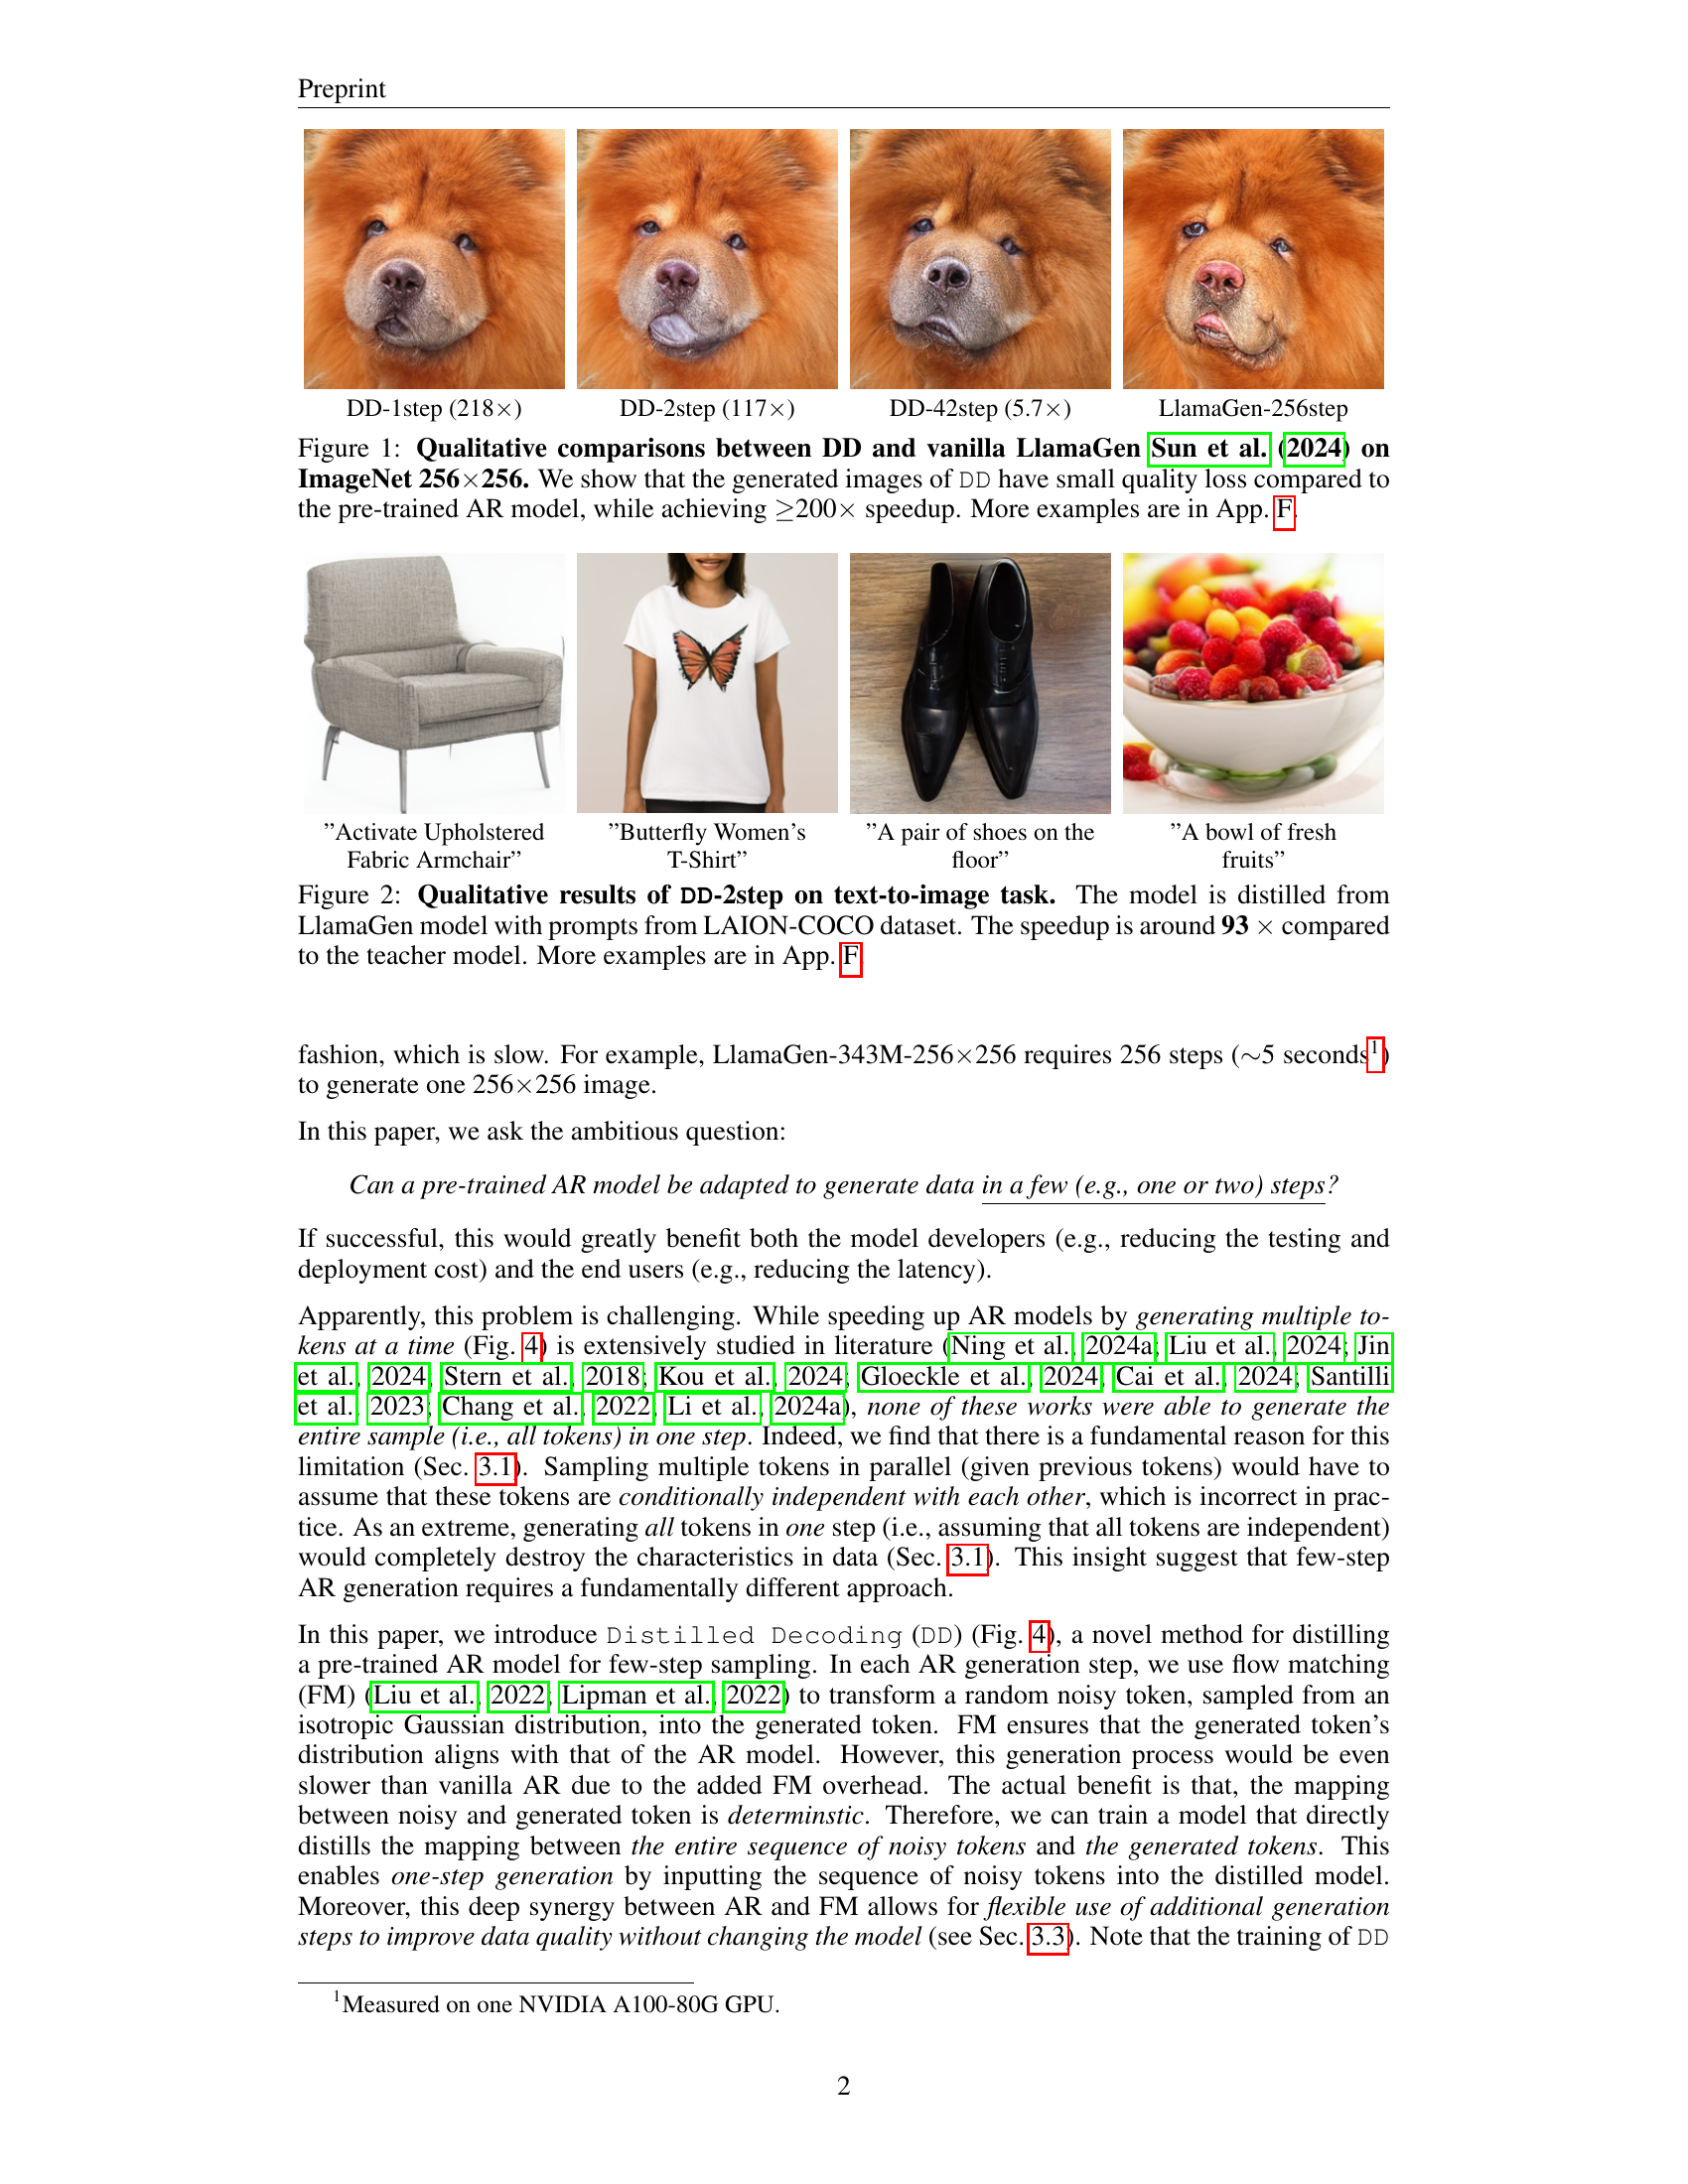 Preprint
DD-1step (218×)
DD-2step (117×)
DD-42step (5.7×)
LlamaGen-256step
Figure 1: Qualitative comparisons between DD and vanilla LlamaGen Sun et al. (2024) on
ImageNet 256×256. We show that the generated images of DD have small quality loss compared to
the pre-trained AR model, while achieving ≥200× speedup. More examples are in App. F.
”Activate Upholstered
Fabric Armchair”
”Butterfly Women’s
T-Shirt”
”A pair of shoes on the
floor”
”A bowl of fresh
fruits”
Figure 2: Qualitative results of DD-2step on text-to-image task. The model is distilled from
LlamaGen model with prompts from LAION-COCO dataset. The speedup is around 93 × compared
to the teacher model. More examples are in App. F.
fashion, which is slow. For example, LlamaGen-343M-256×256 requires 256 steps (∼5 seconds¹)
to generate one 256×256 image.
In this paper, we ask the ambitious question:
Can a pre-trained AR model be adapted to generate data in a few (e.g., one or two) steps?
If successful, this would greatly benefit both the model developers (e.g., reducing the testing and
deployment cost) and the end users (e.g., reducing the latency).
Apparently, this problem is challenging. While speeding up AR models by generating multiple to-
kens at a time (Fig. 4) is extensively studied in literature (Ning et al., 2024a; Liu et al., 2024; Jin
et al., 2024; Stern et al., 2018; Kou et al., 2024; Gloeckle et al., 2024; Cai et al., 2024; Santilli
et al., 2023; Chang et al., 2022; Li et al., 2024a), none of these works were able to generate the
entire sample (i.e., all tokens) in one step. Indeed, we find that there is a fundamental reason for this
limitation (Sec. 3.1). Sampling multiple tokens in parallel (given previous tokens) would have to
assume that these tokens are conditionally independent with each other, which is incorrect in prac-
tice. As an extreme, generating all tokens in one step (i.e., assuming that all tokens are independent)
would completely destroy the characteristics in data (Sec. 3.1). This insight suggest that few-step
AR generation requires a fundamentally different approach.
In this paper, we introduce Distilled Decoding (DD) (Fig. 4), a novel method for distilling
a pre-trained AR model for few-step sampling. In each AR generation step, we use flow matching
(FM) (Liu et al., 2022; Lipman et al., 2022) to transform a random noisy token, sampled from an
isotropic Gaussian distribution, into the generated token. FM ensures that the generated token’s
distribution aligns with that of the AR model. However, this generation process would be even
slower than vanilla AR due to the added FM overhead. The actual benefit is that, the mapping
between noisy and generated token is determinstic. Therefore, we can train a model that directly
distills the mapping between the entire sequence of noisy tokens and the generated tokens. This
enables one-step generation by inputting the sequence of noisy tokens into the distilled model.
Moreover, this deep synergy between AR and FM allows for flexible use of additional generation
steps to improve data quality without changing the model (see Sec. 3.3). Note that the training of DD
¹Measured on one NVIDIA A100-80G GPU.
2